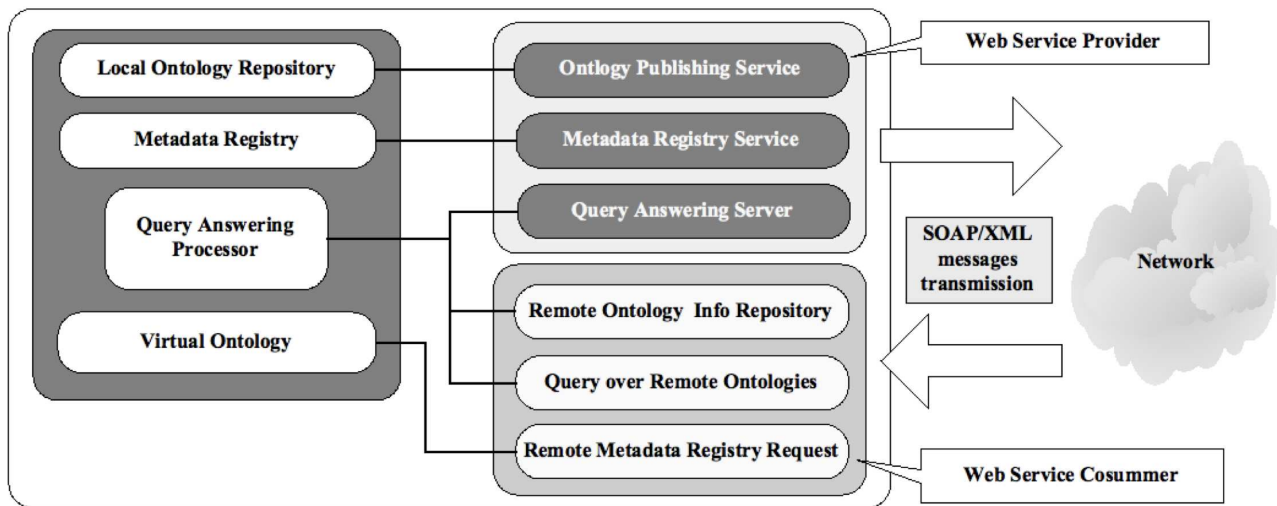 Local Ontology Repository
Metadata Registry
Query Answering
Processor
Virtual Ontology
Ontlogy Publishing Service
Metadata Registry Service
Query Answering Server
Remote Ontology Info Repository
Query over Remote Ontologies
Remote Metadata Registry Request
Web Service Provider
SOAP/XML
messages
transmission
Network
Web Service Cosummer